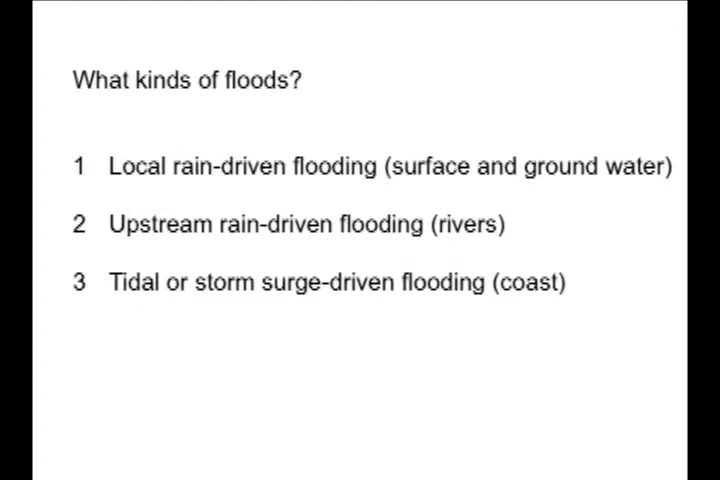 What kinds of floods?
1 Local rain-driven flooding (surface and ground water)
2 Upstream rain-driven flooding (rivers)
3 Tidal or storm surge-driven flooding (coast)